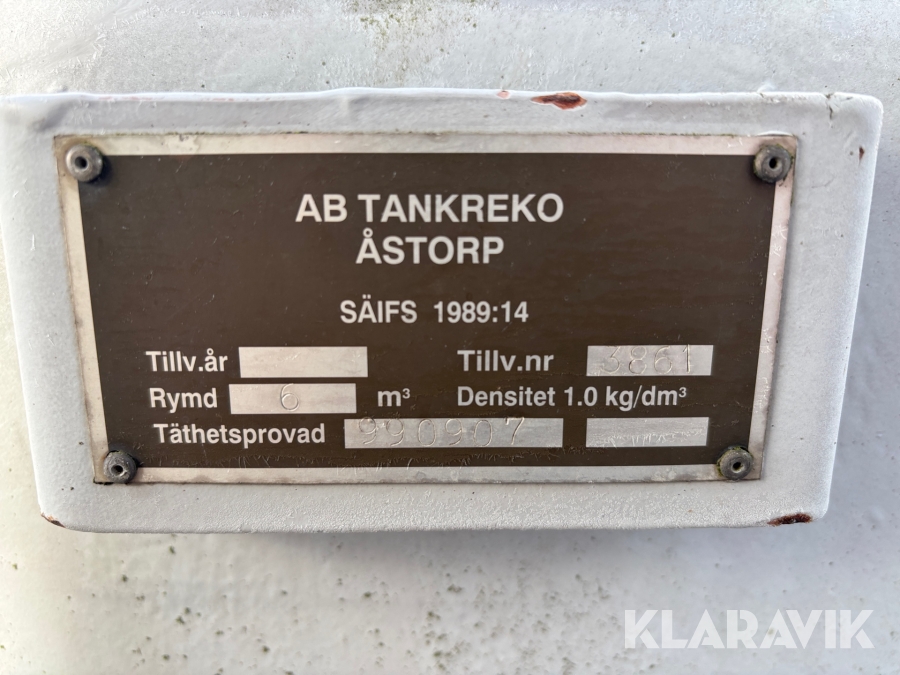 AB TANKREKO
ÅSTORP
SÄIFS 1989:14
Tillv.år Tillv.nr 3861
Rymd 6 m³ Densitet 1.0 kg/dm³
Täthetsprovad 990907
KLARAVIK